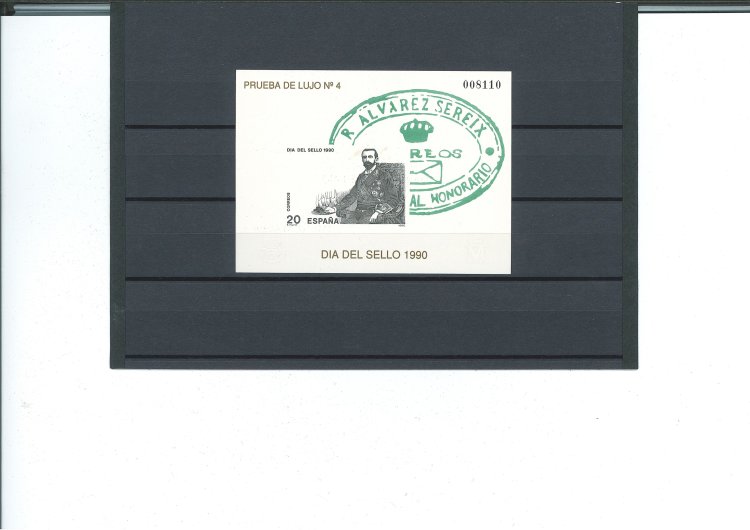 PRUEBA DE LUJO Nº 4
008110
R ALVAREZ SEREIX
REOS
AL HONORARIO
DIA DEL SELLO 1990
CORREOS
20
ESPAÑA
DIA DEL SELLO 1990